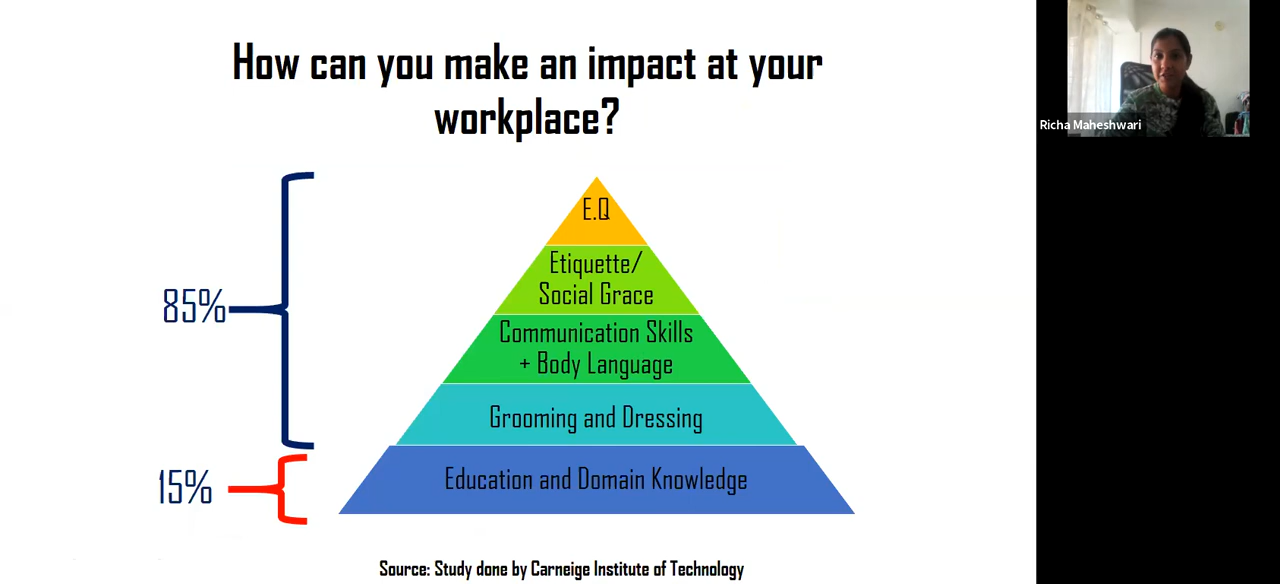 How can you make an impact at your
workplace?
Richa Maheshwari
E.Q
Etiquette/
Social Grace
85%
Communication Skills
+ Body Language
Grooming and Dressing
15%
Education and Domain Knowledge
Source: Study done by Carneige Institute of Technology